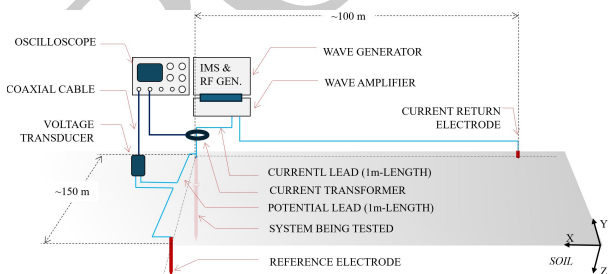 ~100 m
OSCILLOSCOPE
IMS &
RF GEN.
WAVE GENERATOR
COAXIAL CABLE
WAVE AMPLIFIER
VOLTAGE
TRANSDUCER
CURRENT RETURN
ELECTRODE
~150 m
CURRENTL LEAD (1m-LENGTH)
CURRENT TRANSFORMER
POTENTIAL LEAD (1m-LENGTH)
SYSTEM BEING TESTED
REFERENCE ELECTRODE
X
Y
Z
SOIL